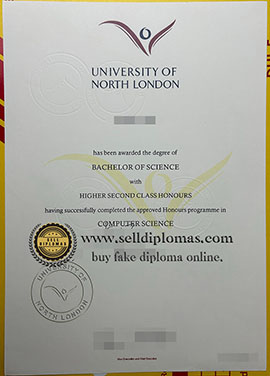 UNIVERSITY OF
NORTH LONDON
has been awarded the degree of
BACHELOR OF SCIENCE
with
HIGHER SECOND CLASS HONOURS
having successfully completed the approved Honours programme in
COMPUTER SCIENCE
SELL
DIPLOMAS
www.selldiplomas.com
buy fake diploma online.
UNIVERSITY OF
NORTH LONDON